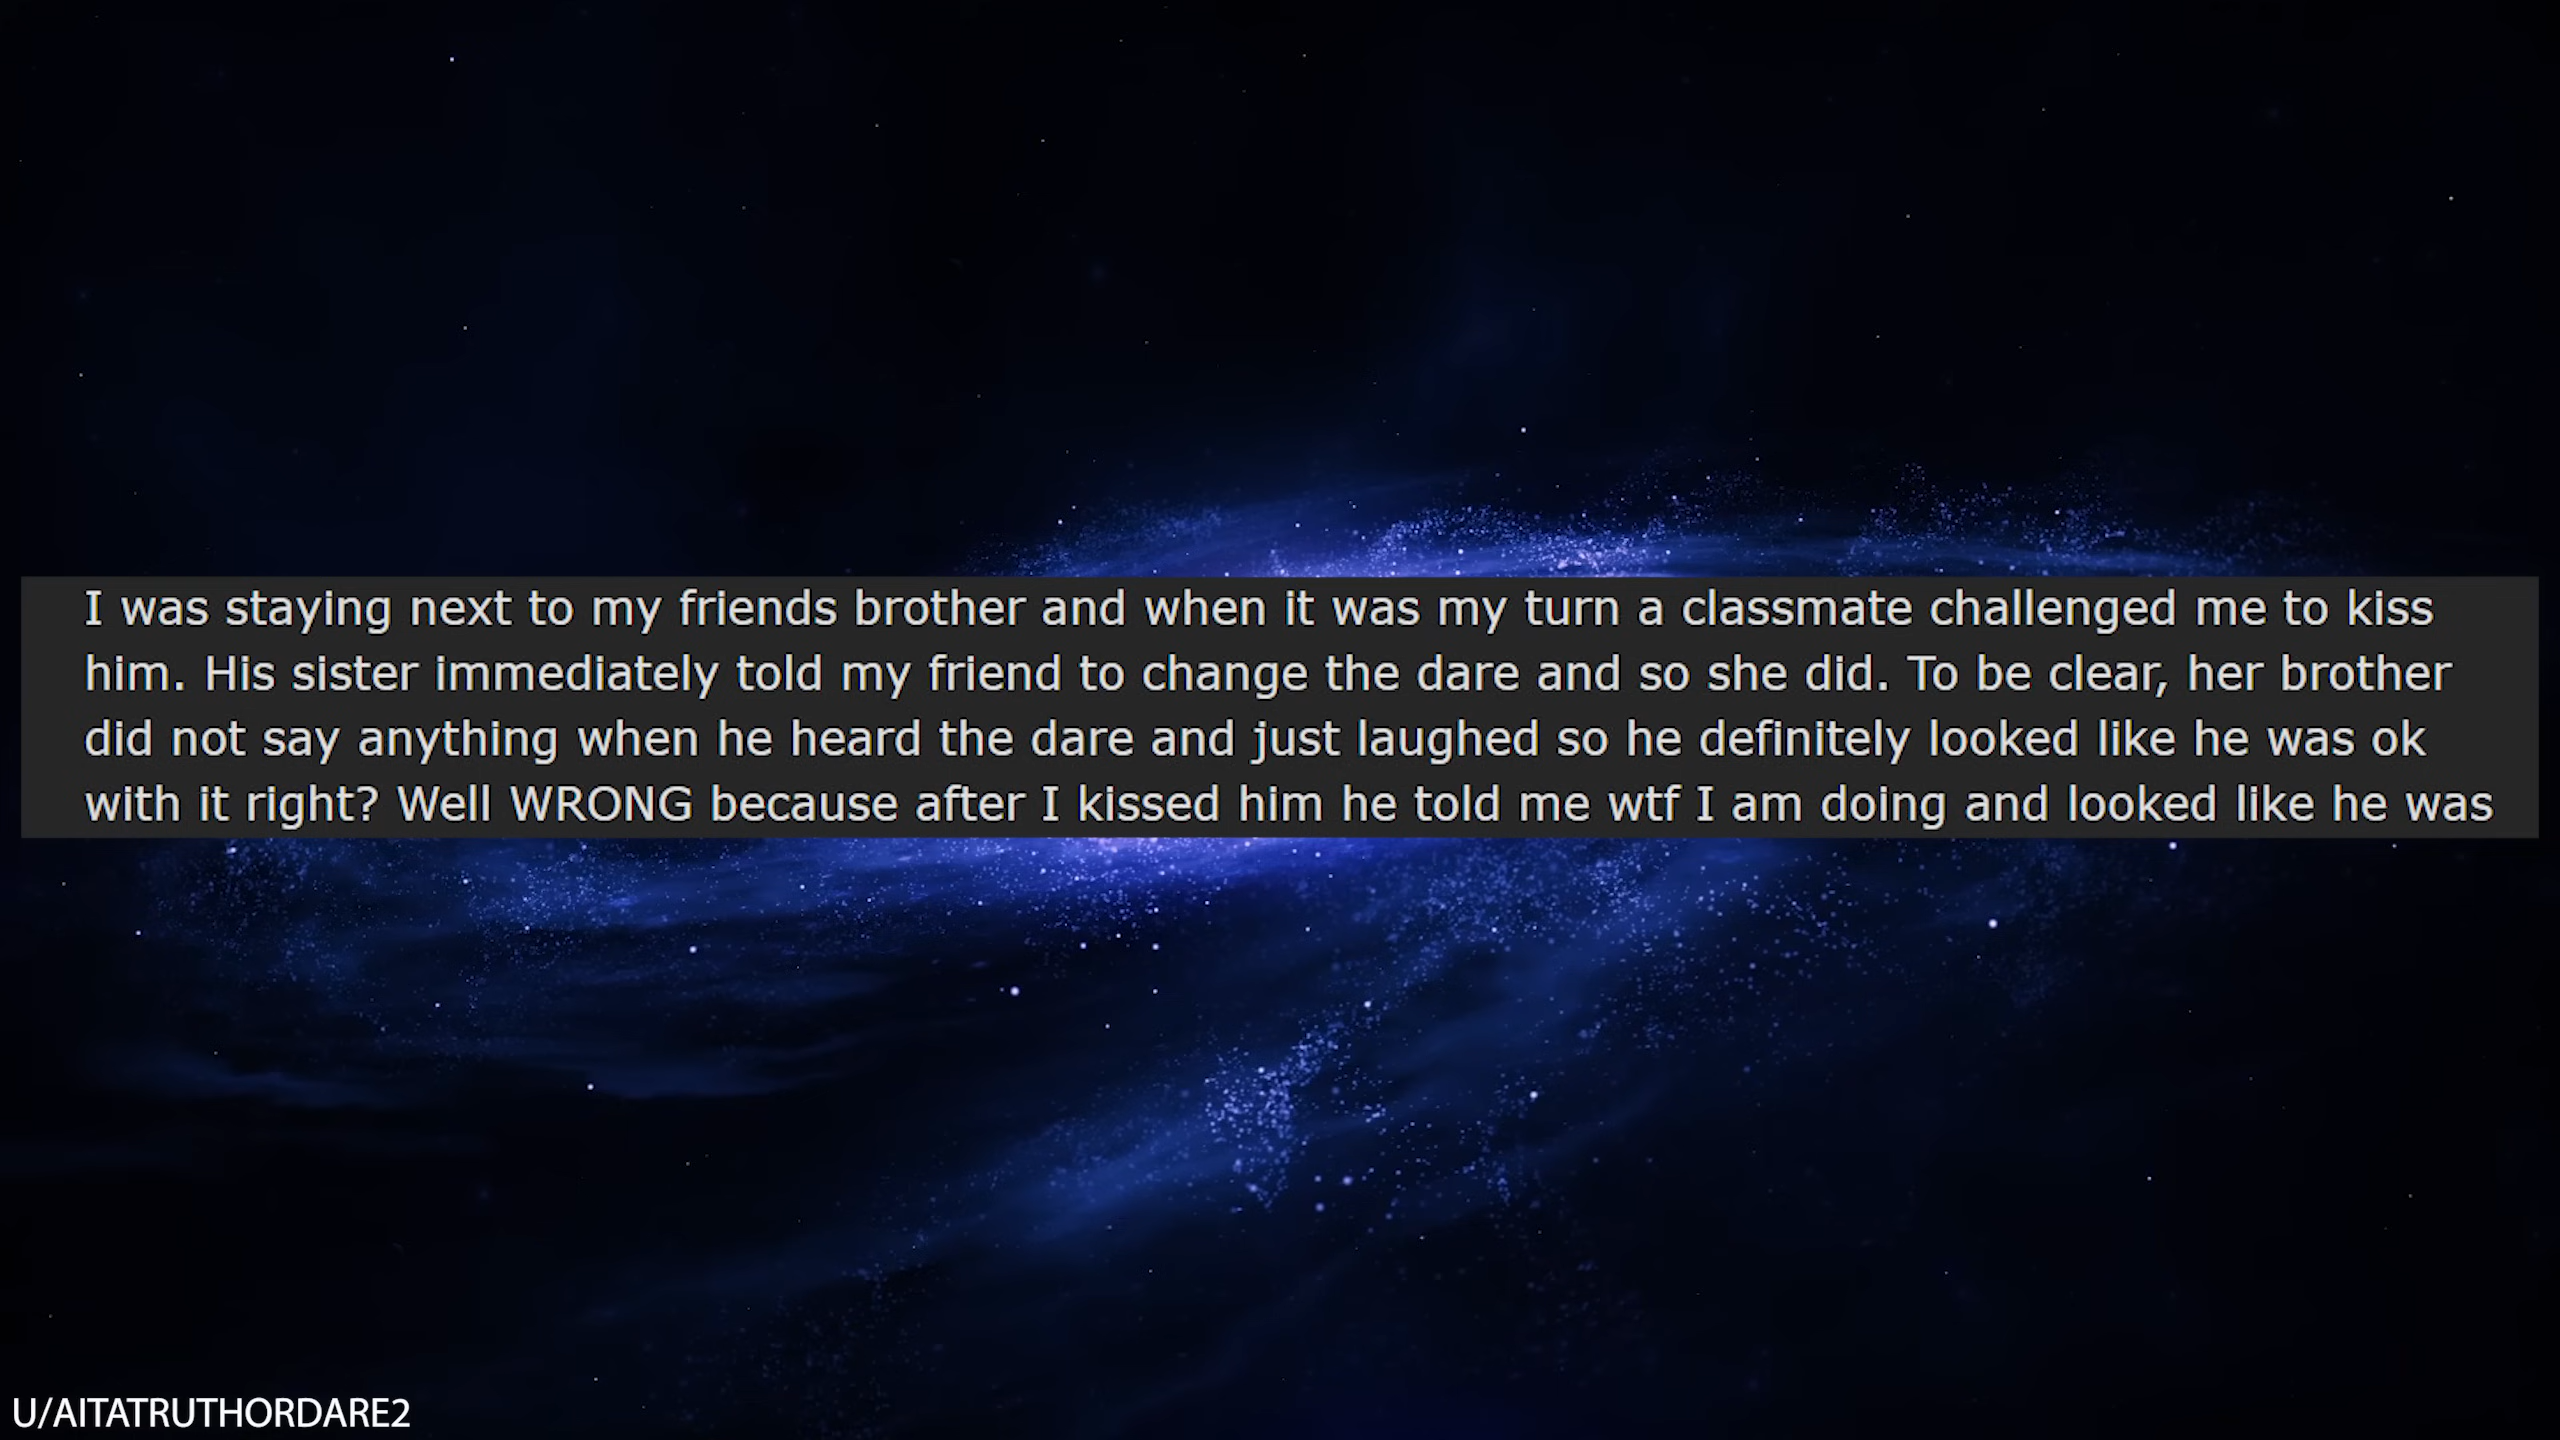 I was staying next to my friends brother and when it was my turn a classmate challenged me to kiss
him. His sister immediately told my friend to change the dare and so she did. To be clear, her brother
did not say anything when he heard the dare and just laughed so he definitely looked like he was ok
with it right? Well WRONG because after I kissed him he told me wtf I am doing and looked like he was
U/AITATRUTHORDARE2